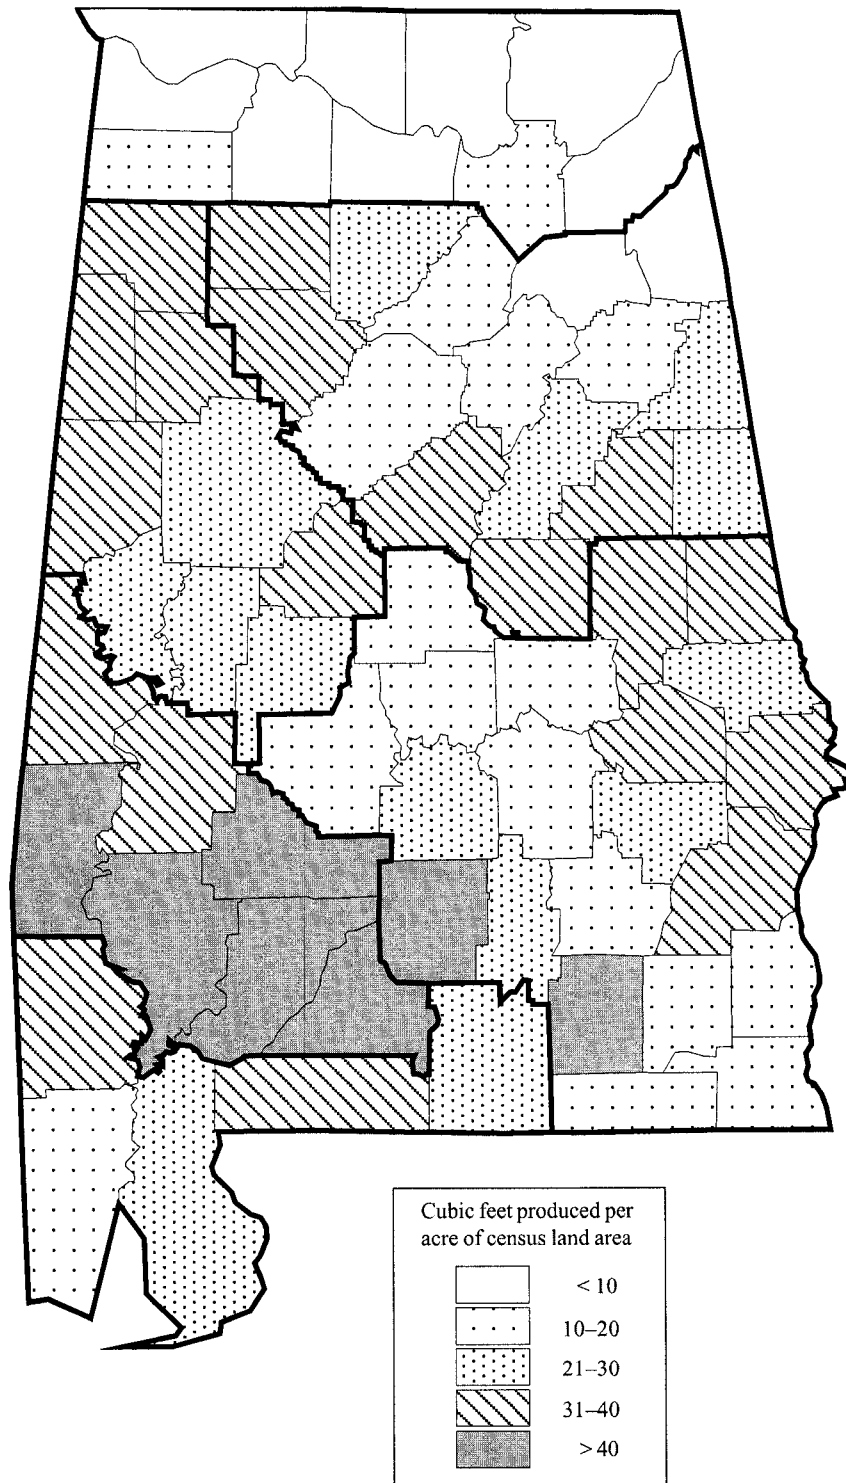 Cubic feet produced per
acre of census land area
< 10
10–20
21–30
31–40
> 40